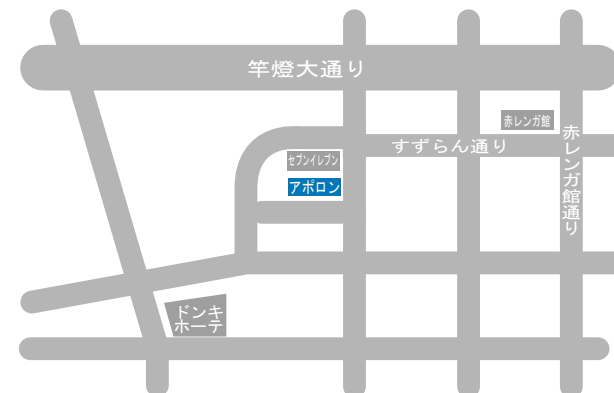 竿燈大通り
赤レンガ館
すずらん通り
赤レンガ館通り
セブンイレブン
アポロン
ドンキ
ホーテ